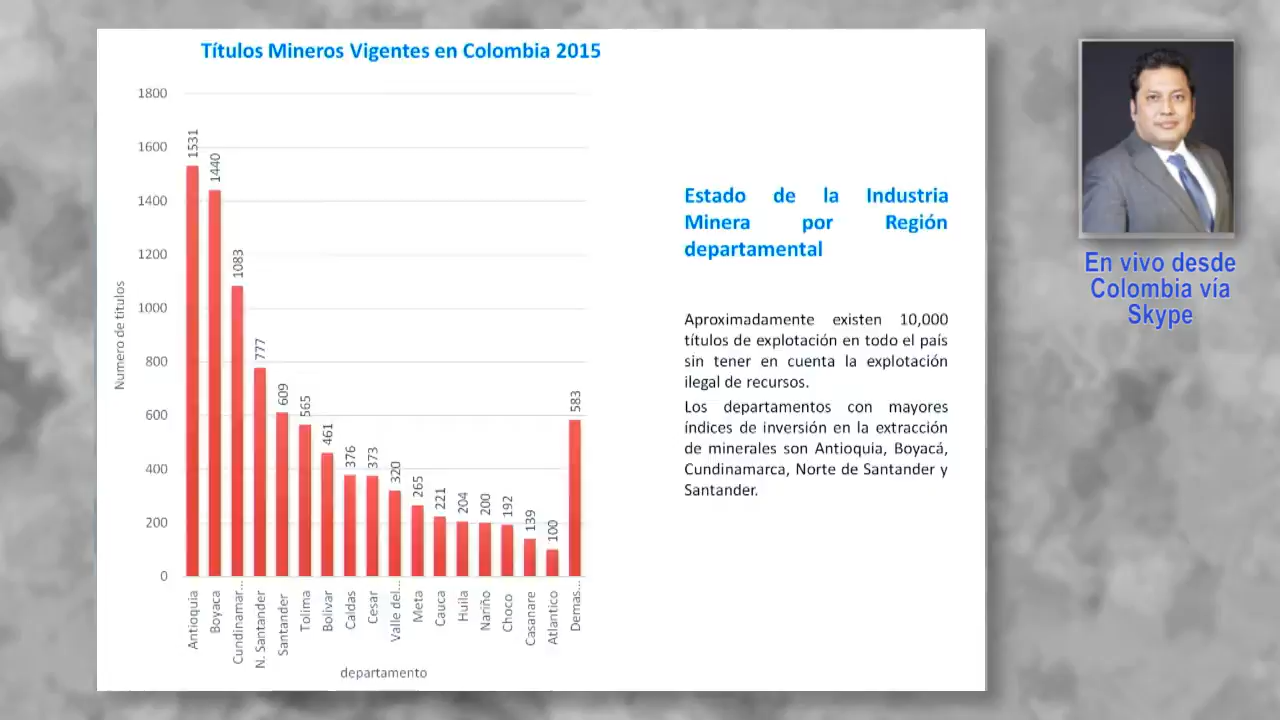 Títulos Mineros Vigentes en Colombia 2015
1800
1600
1400
1200
1000
800
600
400
200
0
Numero de titulos
1531
1440
1083
777
609
565
461
376
373
320
265
221
204
200
192
139
100
583
Antioquia
Boyaca
Cundinamar...
N. Santander
Santander
Tolima
Bolivar
Caldas
Cesar
Valle del...
Meta
Cauca
Huila
Nariño
Choco
Casanare
Atlantico
Demas...
departamento
Estado de la Industria
Minera por Región
departamental
Aproximadamente existen 10,000
títulos de explotación en todo el país
sin tener en cuenta la explotación
ilegal de recursos.
Los departamentos con mayores
índices de inversión en la extracción
de minerales son Antioquia, Boyacá,
Cundinamarca, Norte de Santander y
Santander.
En vivo desde
Colombia vía
Skype